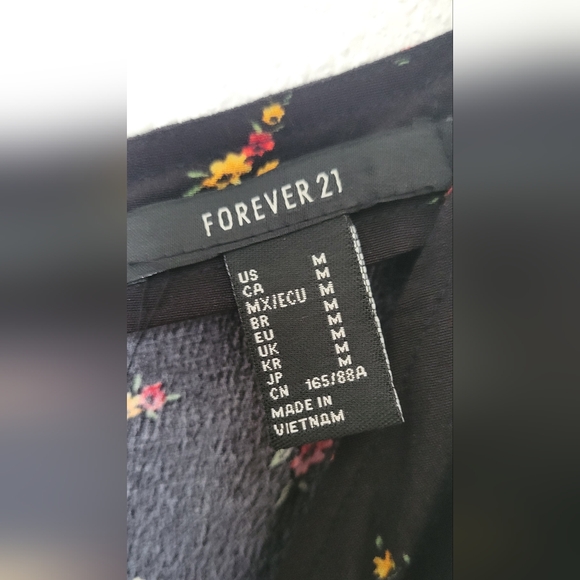 FOREVER 21
US M
CA M
MX/ECU M
BR M
EU M
UK M
KR M
JP M
CN 165/88A
MADE IN
VIETNAM